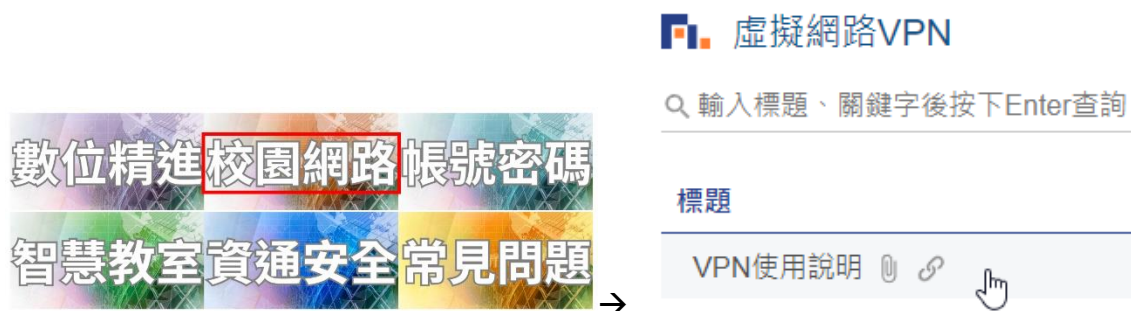 數位精進 校園網路 帳號密碼
智慧教室 資通安全 常見問題
→
虛擬網路VPN
輸入標題、關鍵字後按下Enter查詢
標題
VPN使用說明